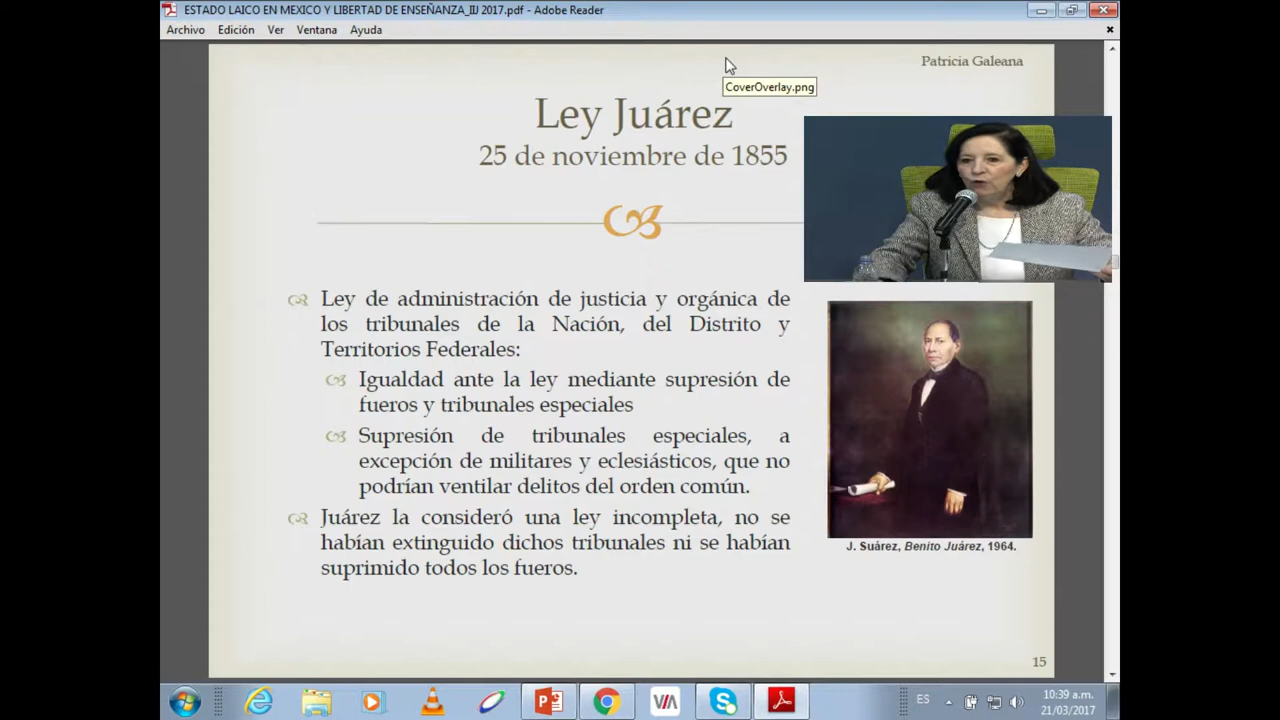 ESTADO LAICO EN MEXICO Y LIBERTAD DE ENSEÑANZA_IIJ 2017.pdf - Adobe Reader
Archivo Edición Ver Ventana Ayuda
Patricia Galeana
CoverOverlay.png
Ley Juárez
25 de noviembre de 1855
Ley de administración de justicia y orgánica de
los tribunales de la Nación, del Distrito y
Territorios Federales:
Igualdad ante la ley mediante supresión de
fueros y tribunales especiales
Supresión de tribunales especiales, a
excepción de militares y eclesiásticos, que no
podrían ventilar delitos del orden común.
Juárez la consideró una ley incompleta, no se
habían extinguido dichos tribunales ni se habían
suprimido todos los fueros.
J. Suárez, Benito Juárez, 1964.
15
VIA
ES
10:39 a.m.
21/03/2017